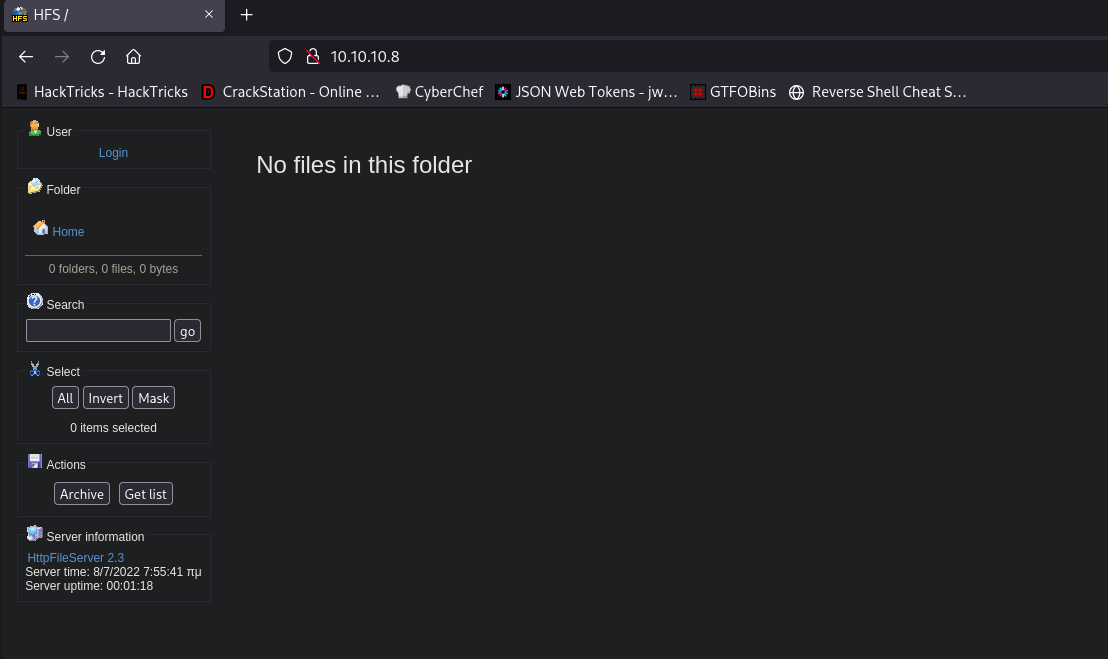 HFS /
10.10.10.8
HackTricks - HackTricks
CrackStation - Online …
CyberChef
JSON Web Tokens - jw…
GTFOBins
Reverse Shell Cheat S…
User
Login
Folder
Home
0 folders, 0 files, 0 bytes
Search
go
Select
All Invert Mask
0 items selected
Actions
Archive Get list
Server information
HttpFileServer 2.3
Server time: 8/7/2022 7:55:41 πμ
Server uptime: 00:01:18
No files in this folder